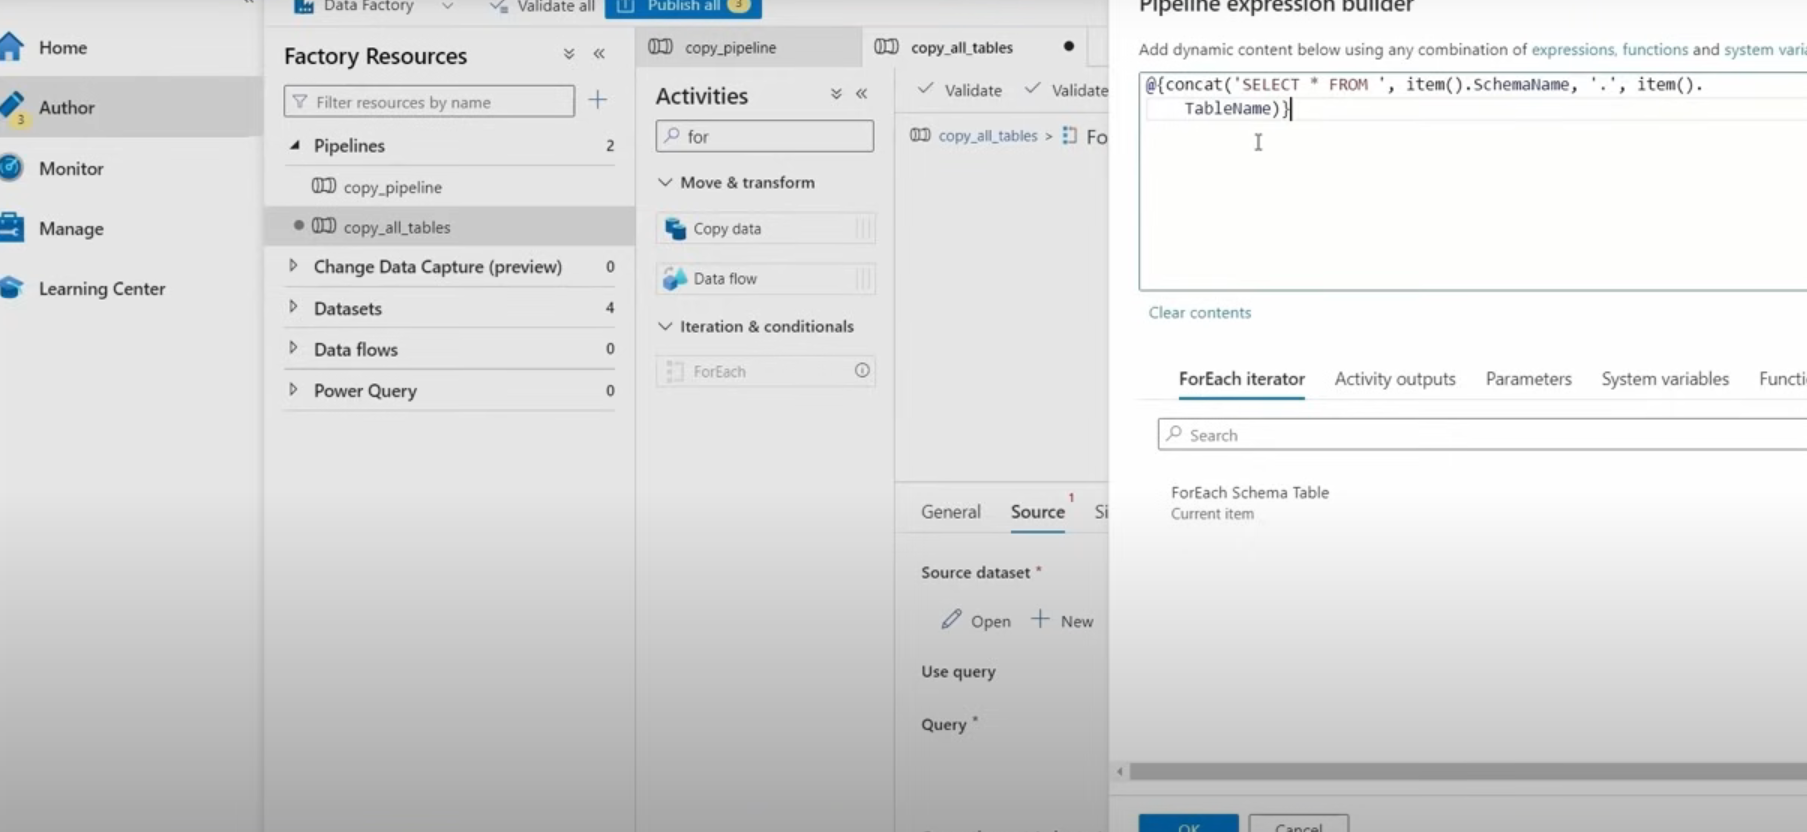 Data Factory
Validate all
Publish all
3
Pipeline expression builder
Home
Author
3
Monitor
Manage
Learning Center
Factory Resources
Filter resources by name
Pipelines
2
copy_pipeline
copy_all_tables
Change Data Capture (preview)
0
Datasets
4
Data flows
0
Power Query
0
copy_pipeline
copy_all_tables
Activities
for
Move & transform
Copy data
Data flow
Iteration & conditionals
ForEach
Validate
Validate
copy_all_tables >
Fo
General
Source
1
Si
Source dataset *
Open
New
Use query
Query *
Add dynamic content below using any combination of expressions, functions and system varia
@{concat('SELECT * FROM ', item().SchemaName, '.', item().
TableName)}
Clear contents
ForEach iterator
Activity outputs
Parameters
System variables
Functi
Search
ForEach Schema Table
Current item
OK
Cancel